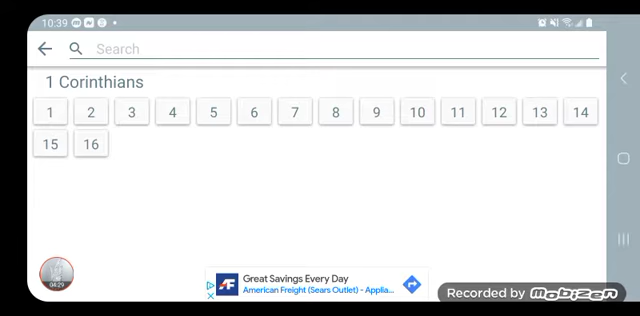 10:39
Search
1 Corinthians
1 2 3 4 5 6 7 8 9 10 11 12 13 14
15 16
04:29
Great Savings Every Day
American Freight (Sears Outlet) - Applia...
Recorded by MOBIZEN